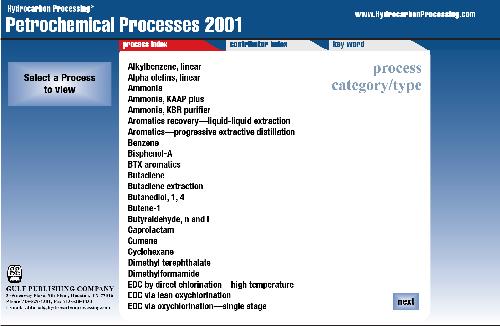 Hydrocarbon Processing®
Petrochemical Processes 2001
www.HydrocarbonProcessing.com
process index
contributor index
key word
Select a Process
to view
process
category/type
Alkylbenzene, linear
Alpha olefins, linear
Ammonia
Ammonia, KAAP plus
Ammonia, KBR purifier
Aromatics recovery—liquid-liquid extraction
Aromatics—progressive extractive distillation
Benzene
Bisphenol-A
BTX aromatics
Butadiene
Butadiene extraction
Butanediol, 1, 4
Butene-1
Butyraldehyde, n and i
Caprolactam
Cumene
Cyclohexane
Dimethyl terephthalate
Dimethylformamide
EDC by direct chlorination—high temperature
EDC via lean oxychlorination
EDC via oxychlorination—single stage
next
GULF PUBLISHING COMPANY